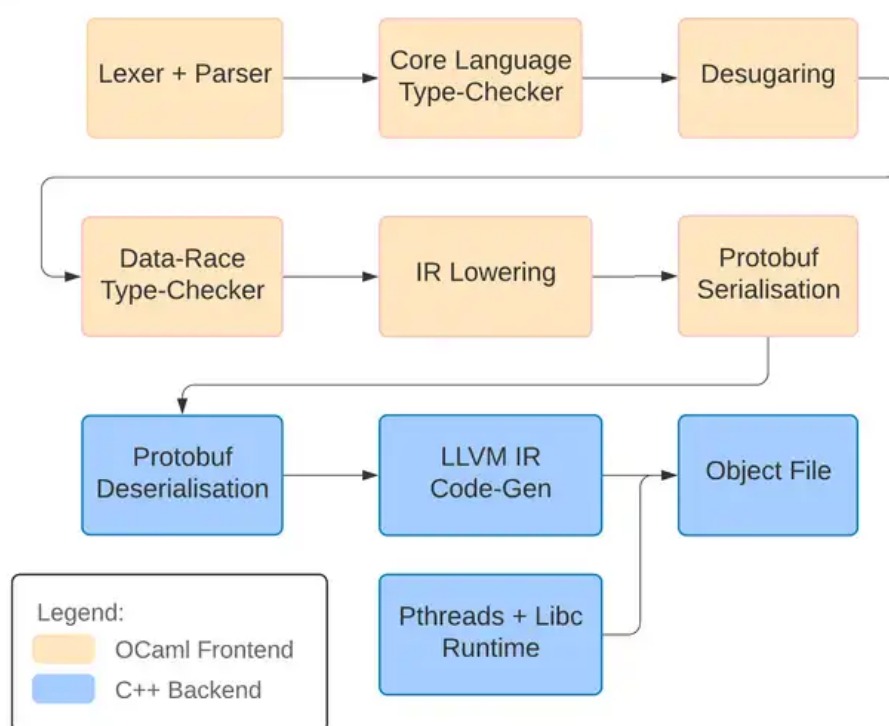 Lexer + Parser
Core Language
Type-Checker
Desugaring
Data-Race
Type-Checker
IR Lowering
Protobuf
Serialisation
Protobuf
Deserialisation
LLVM IR
Code-Gen
Object File
Pthreads + Libc
Runtime
Legend:
OCaml Frontend
C++ Backend